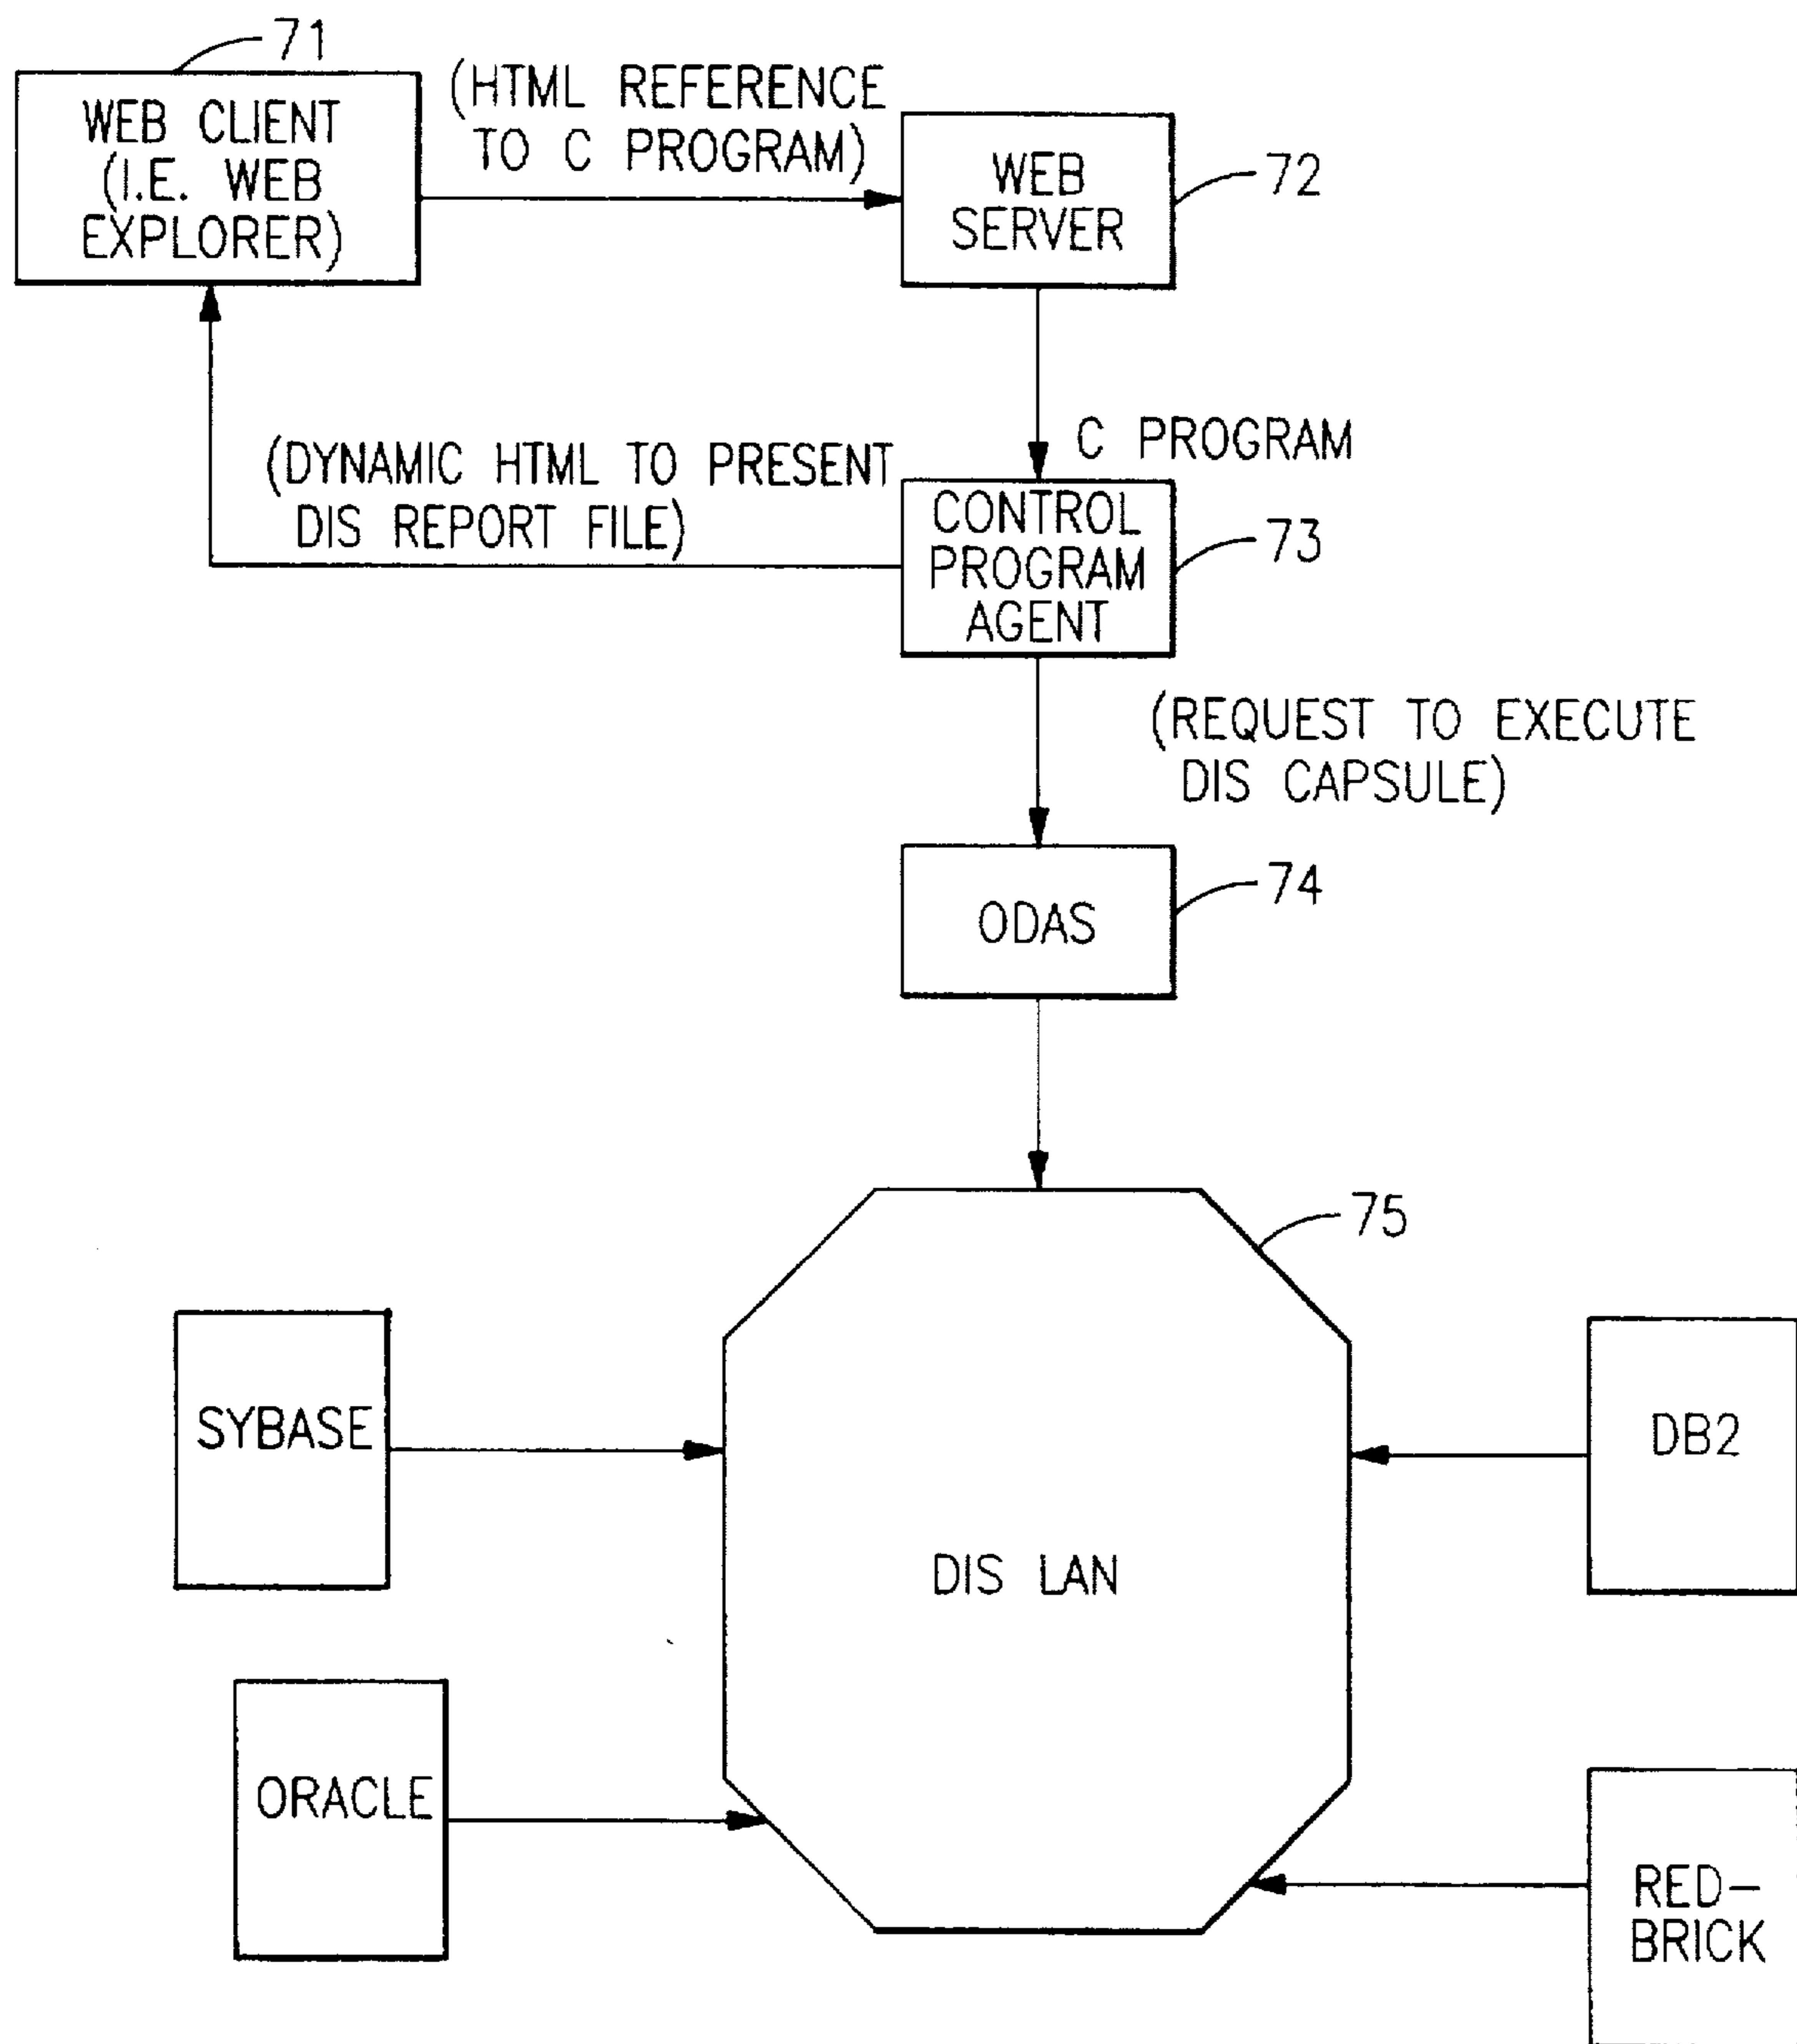 71
WEB CLIENT
(I.E. WEB
EXPLORER)
(HTML REFERENCE
TO C PROGRAM)
WEB
SERVER
72
C PROGRAM
(DYNAMIC HTML TO PRESENT
DIS REPORT FILE)
CONTROL
PROGRAM
AGENT
73
(REQUEST TO EXECUTE
DIS CAPSULE)
ODAS
74
75
SYBASE
DB2
DIS LAN
ORACLE
RED-
BRICK